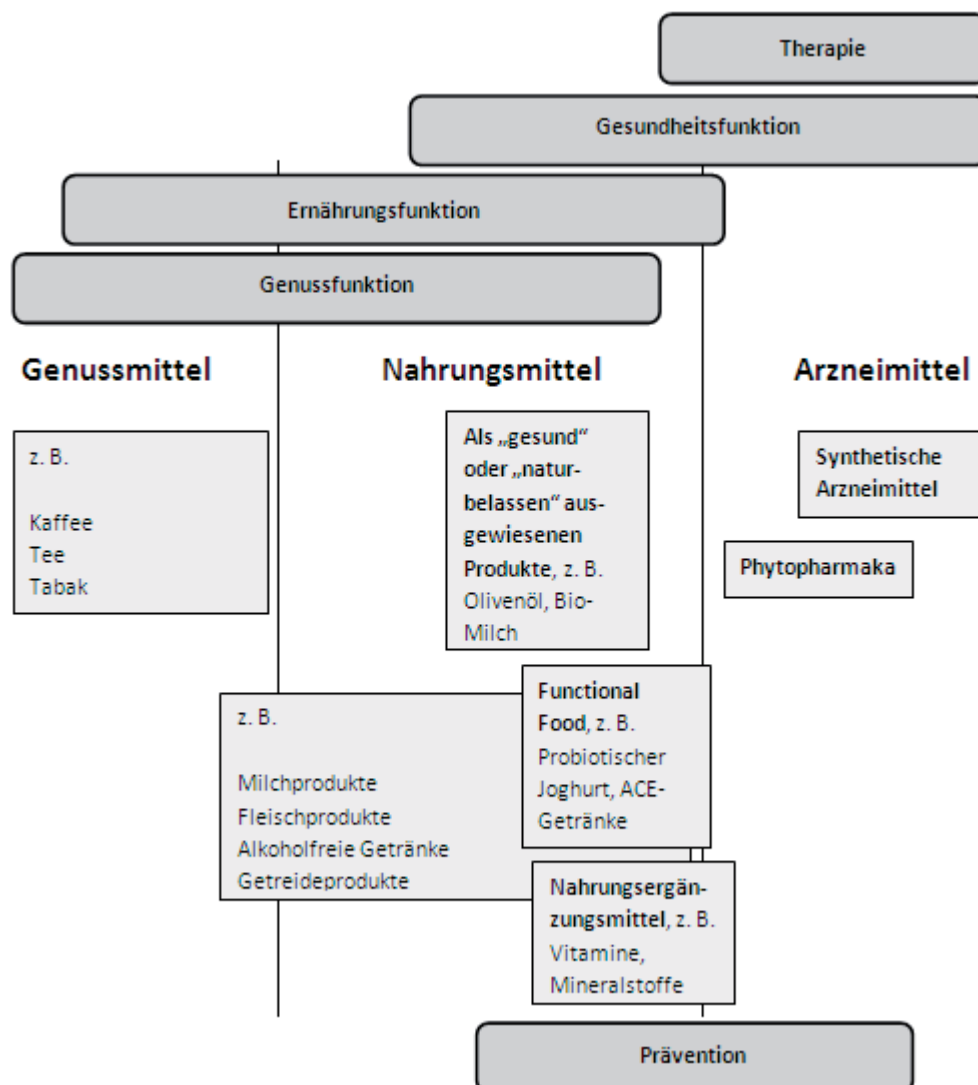 Therapie
Gesundheitsfunktion
Ernährungsfunktion
Genussfunktion
Genussmittel
Nahrungsmittel
Arzneimittel
z. B.
Kaffee
Tee
Tabak
Als „gesund“
oder „natur-
belassen“ aus-
gewiesenen
Produkte, z. B.
Olivenöl, Bio-
Milch
Synthetische
Arzneimittel
Phytopharmaka
z. B.
Milchprodukte
Fleischprodukte
Alkoholfreie Getränke
Getreideprodukte
Functional
Food, z. B.
Probiotischer
Joghurt, ACE-
Getränke
Nahrungsergän-
zungsmittel, z. B.
Vitamine,
Mineralstoffe
Prävention